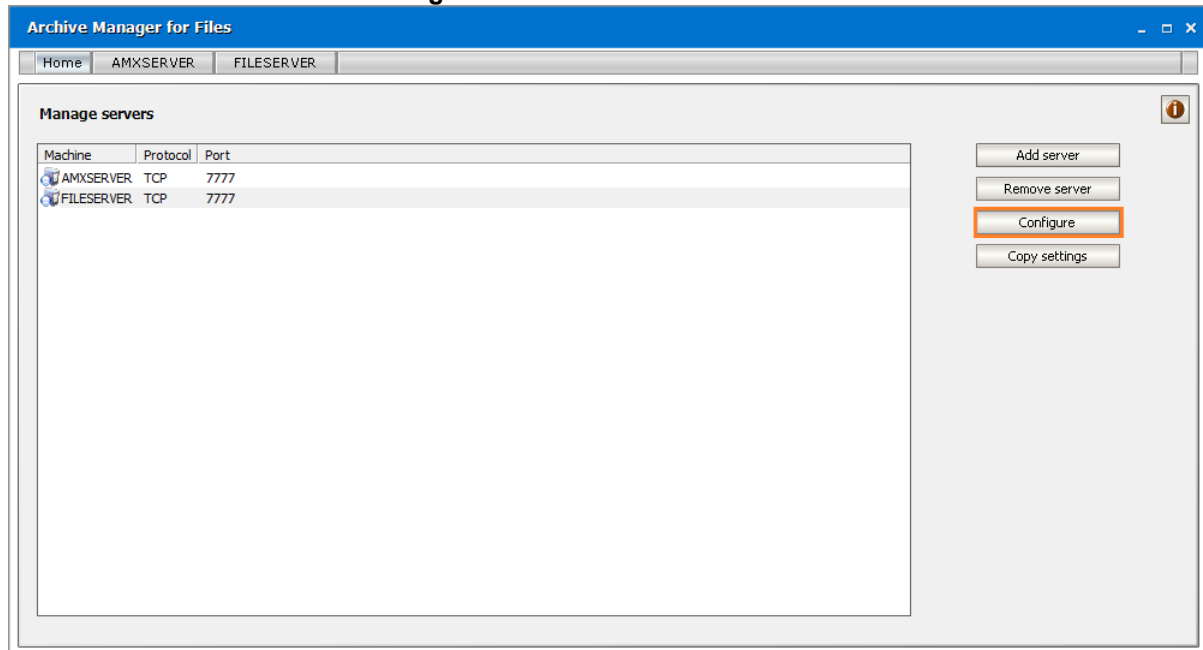 Archive Manager for Files
Home AMXSERVER FILESERVER
Manage servers
Machine Protocol Port
AMXSERVER TCP 7777
FILESERVER TCP 7777
Add server
Remove server
Configure
Copy settings